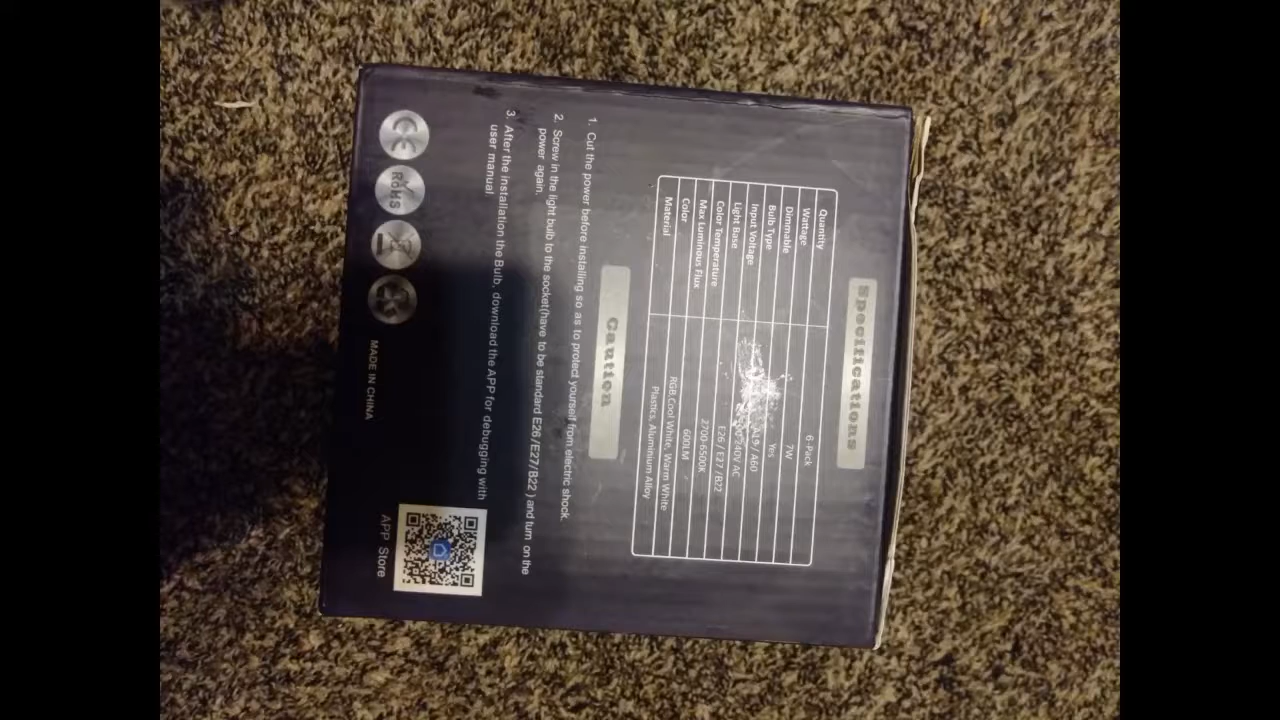 Specifications
Quantity 6-Pack
Wattage 7W
Dimmable Yes
Bulb Type / A60
Input Voltage 240V AC
Light Base E26 / E27 / B22
Color Temperature 2700-6500K
Max Luminous Flux 600LM
Color RGB.Cool White, Warm White
Material Plastics, Aluminium Alloy
Caution
1. Cut the power before installing so as to protect yourself from electric shock.
2. Screw in the light bulb to the socket(have to be standard E26/E27/B22 ) and turn on the
power again.
3. After the installation the Bulb, download the APP for debugging with
user manual
CE RoHS
MADE IN CHINA
APP Store